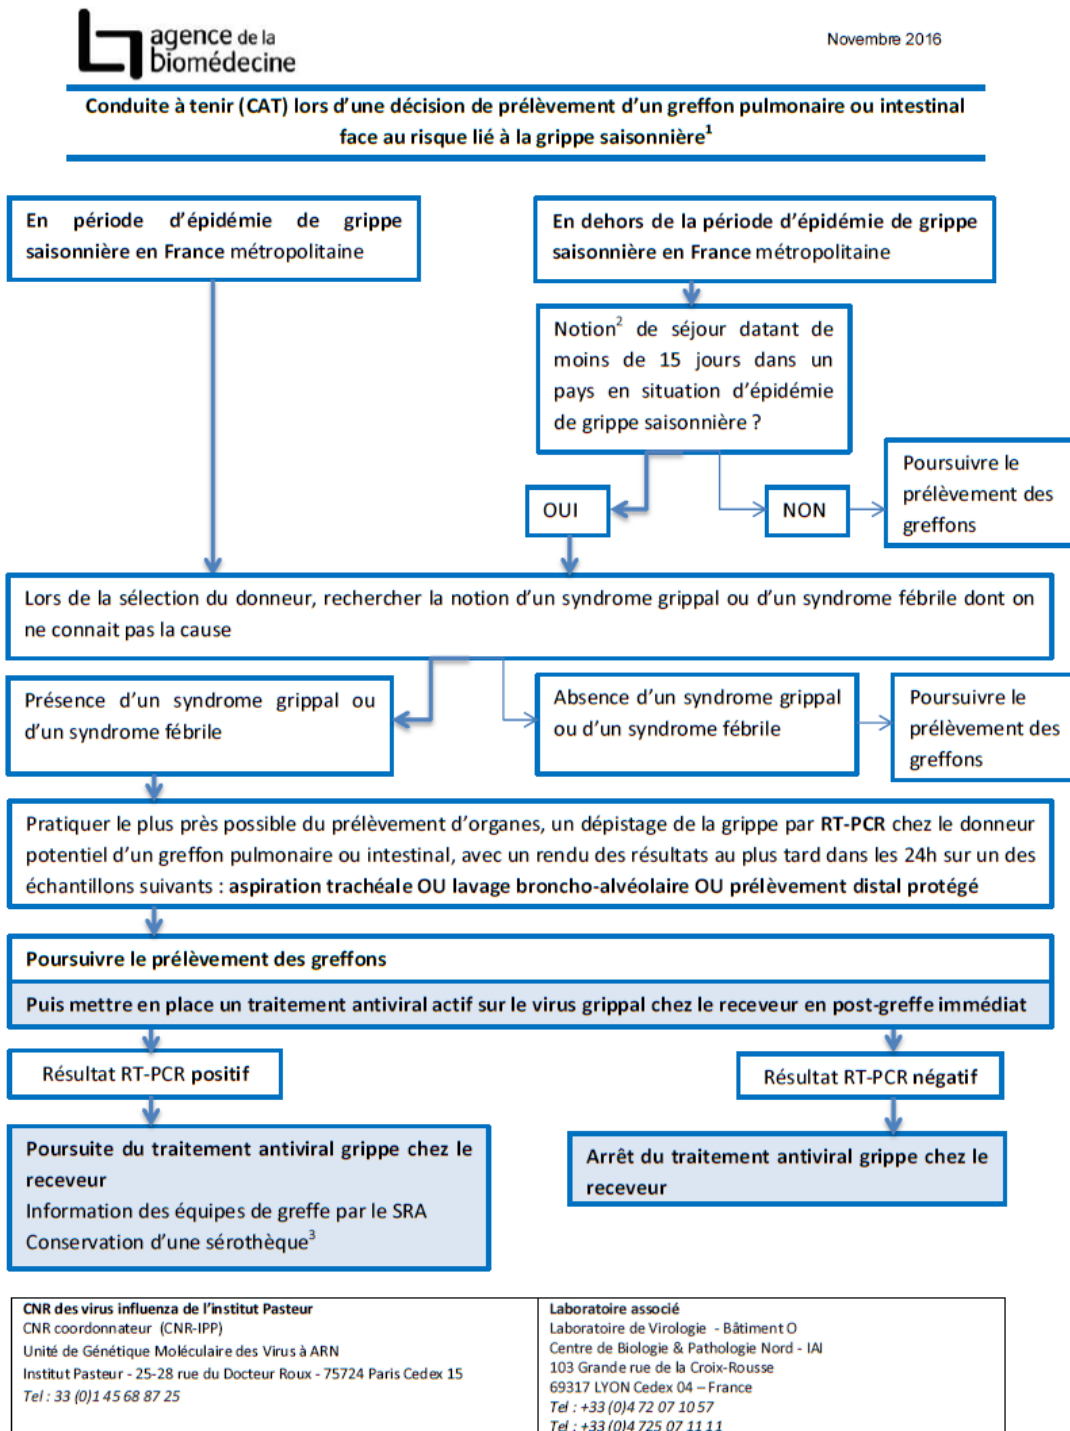 agence de la
biomédecine
Novembre 2016
Conduite à tenir (CAT) lors d'une décision de prélèvement d'un greffon pulmonaire ou intestinal
face au risque lié à la grippe saisonnière¹
En période d'épidémie de grippe
saisonnière en France métropolitaine
En dehors de la période d'épidémie de grippe
saisonnière en France métropolitaine
Notion² de séjour datant de
moins de 15 jours dans un
pays en situation d'épidémie
de grippe saisonnière ?
OUI
NON
Poursuivre le
prélèvement des
greffons
Lors de la sélection du donneur, rechercher la notion d'un syndrome grippal ou d'un syndrome fébrile dont on
ne connait pas la cause
Présence d'un syndrome grippal ou
d'un syndrome fébrile
Absence d'un syndrome grippal
ou d'un syndrome fébrile
Poursuivre le
prélèvement des
greffons
Pratiquer le plus près possible du prélèvement d'organes, un dépistage de la grippe par RT-PCR chez le donneur
potentiel d'un greffon pulmonaire ou intestinal, avec un rendu des résultats au plus tard dans les 24h sur un des
échantillons suivants : aspiration trachéale OU lavage broncho-alvéolaire OU prélèvement distal protégé
Poursuivre le prélèvement des greffons
Puis mettre en place un traitement antiviral actif sur le virus grippal chez le receveur en post-greffe immédiat
Résultat RT-PCR positif
Résultat RT-PCR négatif
Poursuite du traitement antiviral grippe chez le
receveur
Information des équipes de greffe par le SRA
Conservation d'une sérothèque³
Arrêt du traitement antiviral grippe chez le
receveur
CNR des virus influenza de l'institut Pasteur
CNR coordonnateur (CNR-IPP)
Unité de Génétique Moléculaire des Virus à ARN
Institut Pasteur - 25-28 rue du Docteur Roux - 75724 Paris Cedex 15
Tel : 33 (0)1 45 68 87 25
Laboratoire associé
Laboratoire de Virologie - Bâtiment O
Centre de Biologie & Pathologie Nord - IAI
103 Grande rue de la Croix-Rousse
69317 LYON Cedex 04 – France
Tel : +33 (0)4 72 07 10 57
Tel : +33 (0)4 725 07 11 11